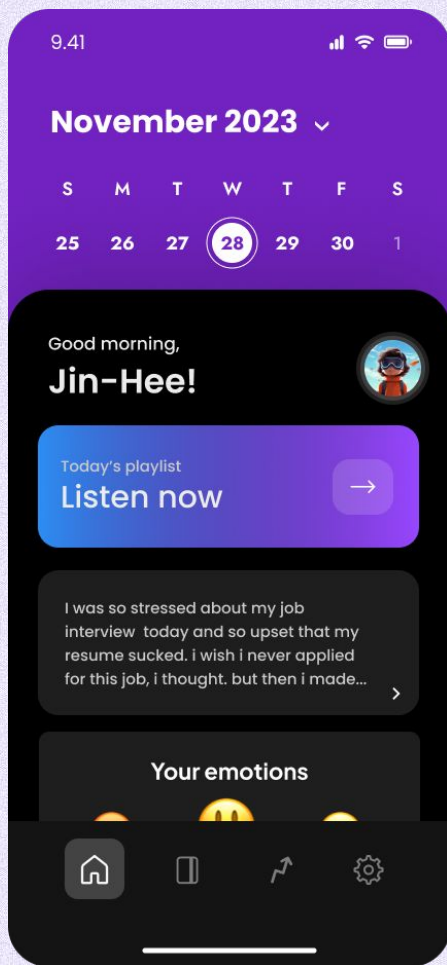 9.41
November 2023
S M T W T F S
25 26 27 28 29 30 1
Good morning,
Jin-Hee!
Today's playlist
Listen now
I was so stressed about my job
interview today and so upset that my
resume sucked. i wish i never applied
for this job, i thought. but then i made...
Your emotions